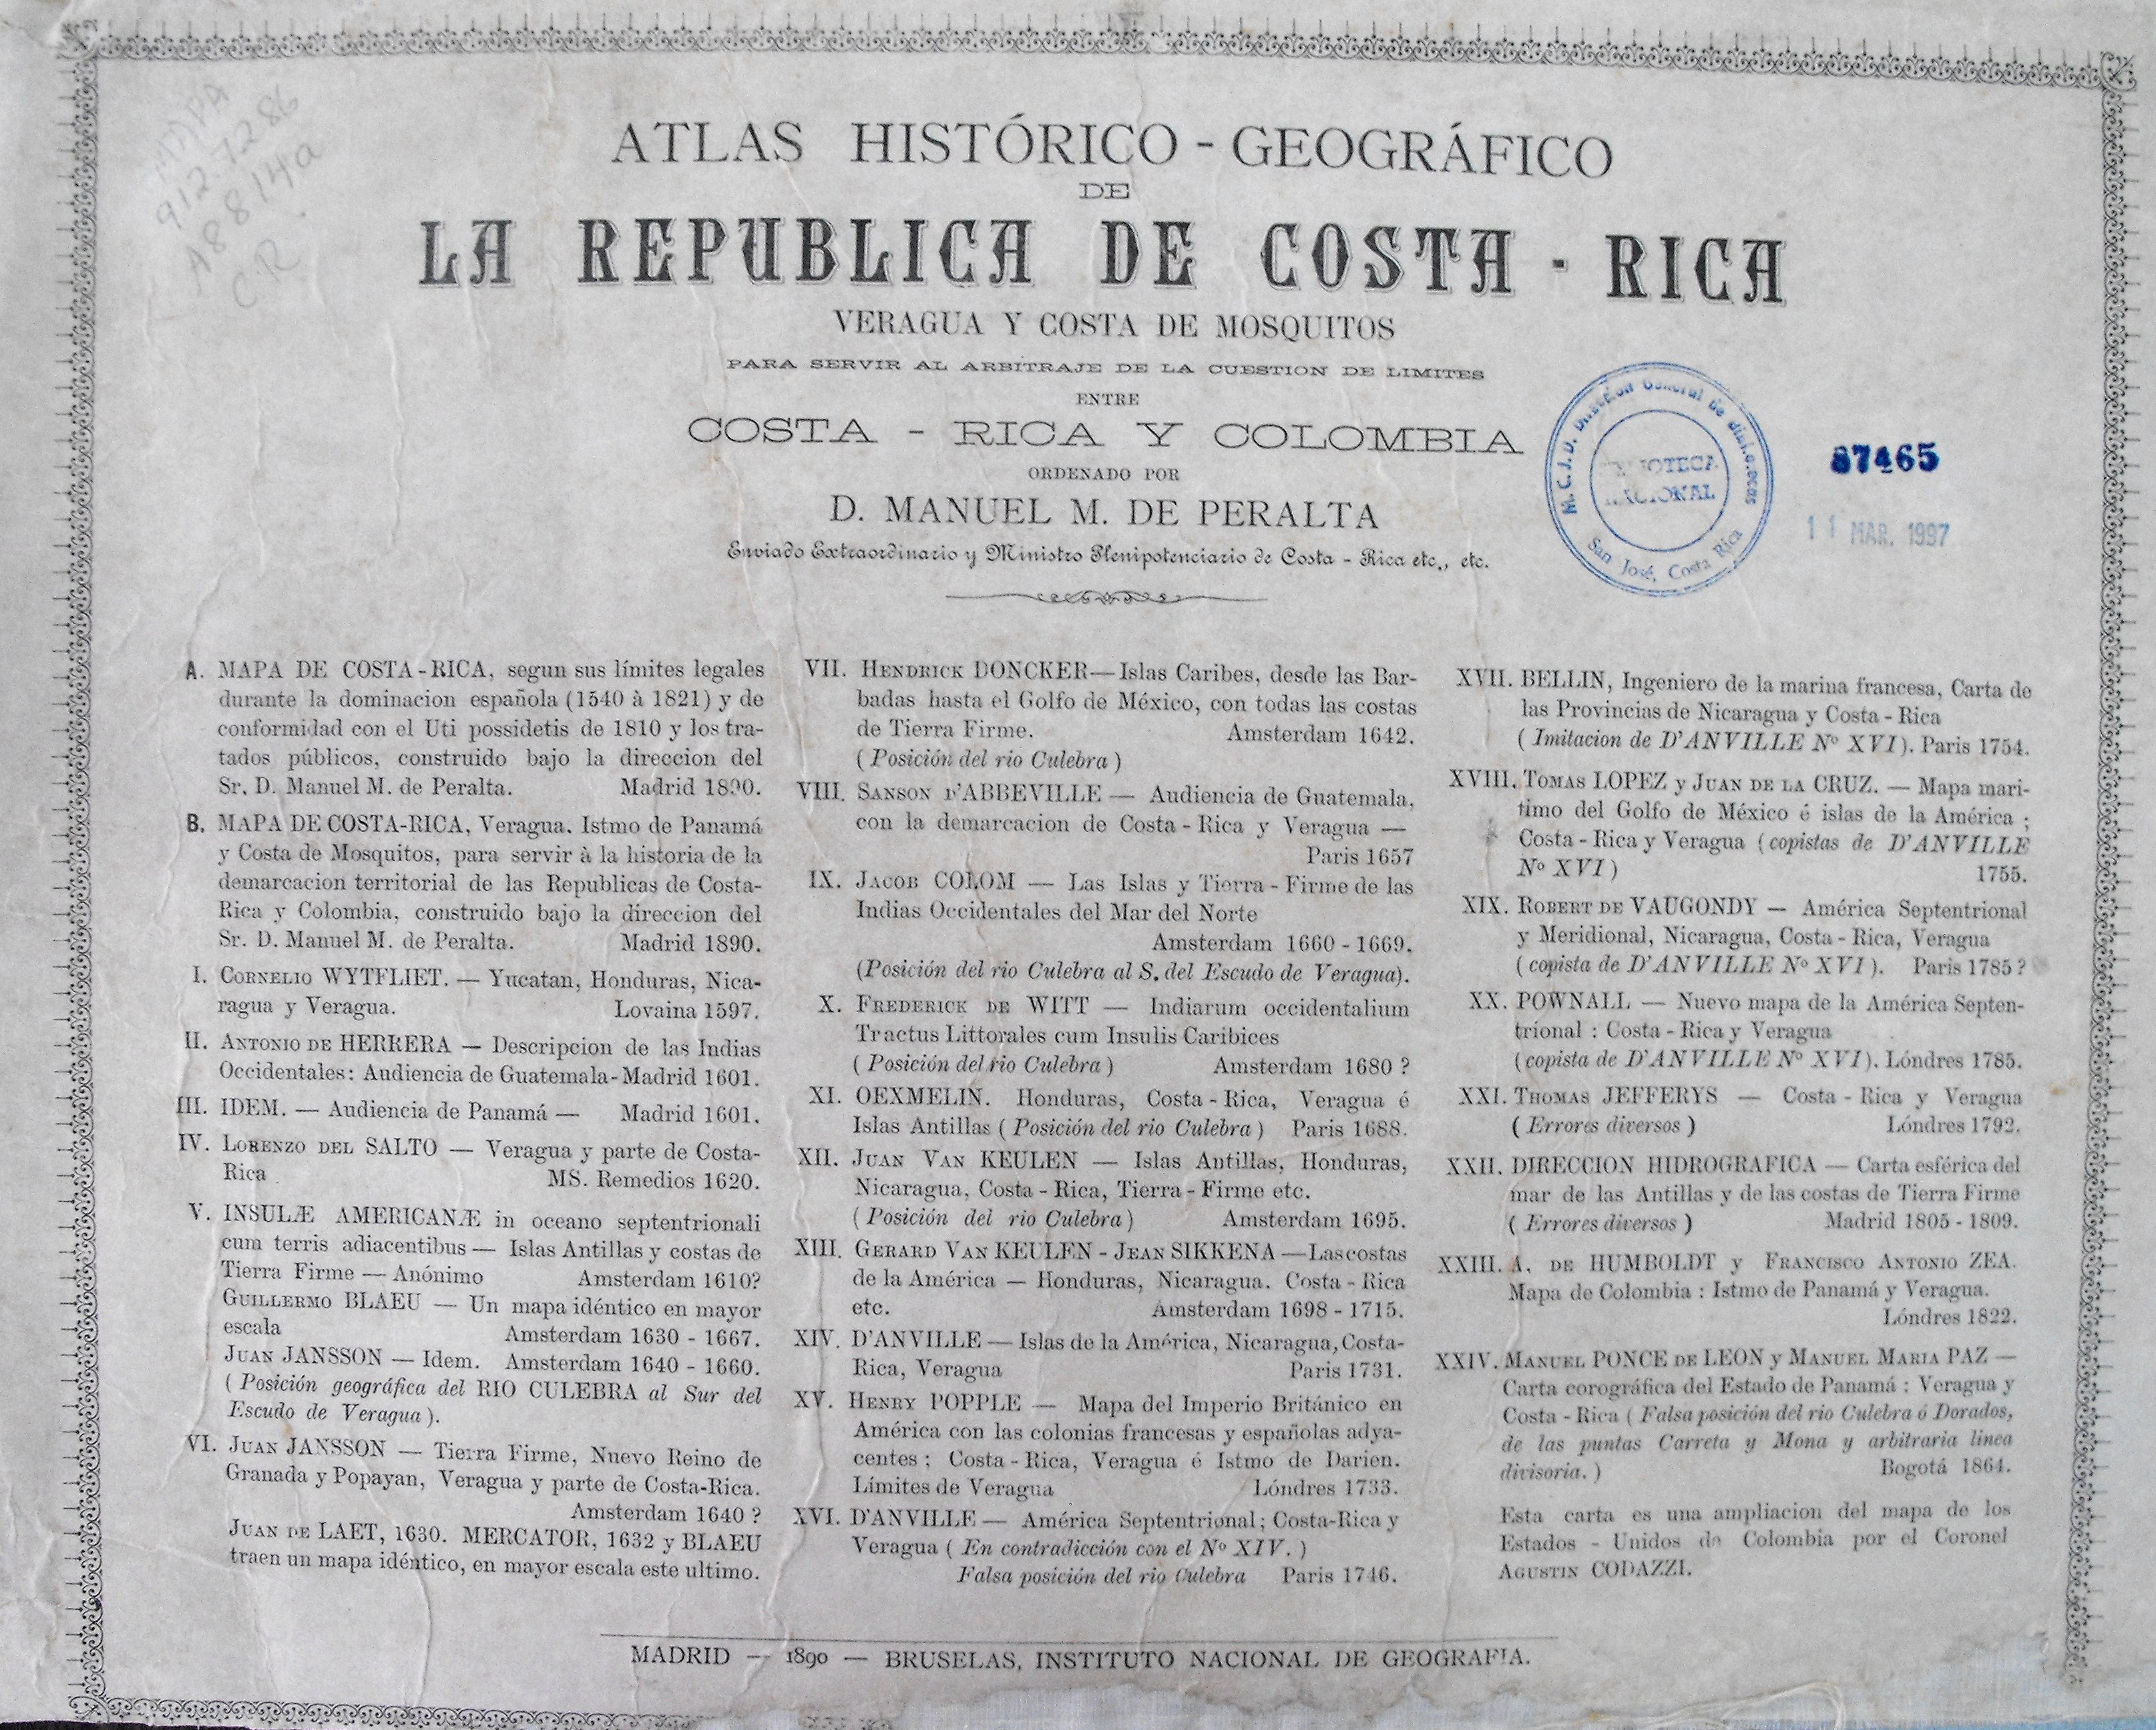 ATLAS HISTÓRICO - GEOGRÁFICO
DE
LA REPUBLICA DE COSTA - RICA
VERAGUA Y COSTA DE MOSQUITOS
PARA SERVIR AL ARBITRAJE DE LA CUESTION DE LIMITES
ENTRE
COSTA - RICA Y COLOMBIA
ORDENADO POR
D. MANUEL M. DE PERALTA
Enviado Extraordinario y Ministro Plenipotenciario de Costa - Rica etc., etc.
912.7286
A8814a
C.R.
M.C.J.D. Dirección General de Bibliotecas
BIBLIOTECA
NACIONAL
San José, Costa Rica
87465
11 MAR. 1997
A. MAPA DE COSTA - RICA, segun sus límites legales
durante la dominacion española (1540 à 1821) y de
conformidad con el Uti possidetis de 1810 y los tra-
tados públicos, construido bajo la direccion del
Sr. D. Manuel M. de Peralta. Madrid 1890.
B. MAPA DE COSTA-RICA, Veragua, Istmo de Panamá
y Costa de Mosquitos, para servir à la historia de la
demarcacion territorial de las Republicas de Costa-
Rica y Colombia, construido bajo la direccion del
Sr. D. Manuel M. de Peralta. Madrid 1890.
I. CORNELIO WYTFLIET. — Yucatan, Honduras, Nica-
ragua y Veragua. Lovaina 1597.
II. ANTONIO DE HERRERA — Descripcion de las Indias
Occidentales: Audiencia de Guatemala - Madrid 1601.
III. IDEM. — Audiencia de Panamá — Madrid 1601.
IV. LORENZO DEL SALTO — Veragua y parte de Costa-
Rica MS. Remedios 1620.
V. INSULÆ AMERICANÆ in oceano septentrionali
cum terris adiacentibus — Islas Antillas y costas de
Tierra Firme — Anónimo Amsterdam 1610?
GUILLERMO BLAEU — Un mapa idéntico en mayor
escala Amsterdam 1630 - 1667.
JUAN JANSSON — Idem. Amsterdam 1640 - 1660.
( Posición geográfica del RIO CULEBRA al Sur del
Escudo de Veragua ).
VI. JUAN JANSSON — Tierra Firme, Nuevo Reino de
Granada y Popayan, Veragua y parte de Costa-Rica.
Amsterdam 1640 ?
JUAN DE LAET, 1630. MERCATOR, 1632 y BLAEU
traen un mapa idéntico, en mayor escala este ultimo.
VII. HENDRICK DONCKER — Islas Caribes, desde las Bar-
badas hasta el Golfo de México, con todas las costas
de Tierra Firme. Amsterdam 1642.
( Posición del rio Culebra )
VIII. SANSON D'ABBEVILLE — Audiencia de Guatemala,
con la demarcacion de Costa - Rica y Veragua —
Paris 1657
IX. JACOB COLOM — Las Islas y Tierra - Firme de las
Indias Occidentales del Mar del Norte
Amsterdam 1660 - 1669.
(Posición del rio Culebra al S. del Escudo de Veragua).
X. FREDERICK DE WITT — Indiarum occidentalium
Tractus Littorales cum Insulis Caribices
( Posición del rio Culebra ) Amsterdam 1680 ?
XI. OEXMELIN. Honduras, Costa - Rica, Veragua é
Islas Antillas ( Posición del rio Culebra ) Paris 1688.
XII. JUAN VAN KEULEN — Islas Antillas, Honduras,
Nicaragua, Costa - Rica, Tierra - Firme etc.
( Posición del rio Culebra ) Amsterdam 1695.
XIII. GERARD VAN KEULEN - JEAN SIKKENA — Las costas
de la América — Honduras, Nicaragua. Costa - Rica
etc. Amsterdam 1698 - 1715.
XIV. D'ANVILLE — Islas de la América, Nicaragua, Costa-
Rica, Veragua Paris 1731.
XV. HENRY POPPLE — Mapa del Imperio Británico en
América con las colonias francesas y españolas adya-
centes ; Costa - Rica, Veragua é Istmo de Darien.
Límites de Veragua Lóndres 1733.
XVI. D'ANVILLE — América Septentrional; Costa-Rica y
Veragua ( En contradicción con el Nº XIV. )
Falsa posición del rio Culebra Paris 1746.
XVII. BELLIN, Ingeniero de la marina francesa, Carta de
las Provincias de Nicaragua y Costa - Rica
( Imitacion de D'ANVILLE Nº XVI ). Paris 1754.
XVIII. TOMAS LOPEZ y JUAN DE LA CRUZ. — Mapa mari-
timo del Golfo de México é islas de la América ;
Costa - Rica y Veragua ( copistas de D'ANVILLE
Nº XVI ) 1755.
XIX. ROBERT DE VAUGONDY — América Septentrional
y Meridional, Nicaragua, Costa - Rica, Veragua
( copista de D'ANVILLE Nº XVI ). Paris 1785 ?
XX. POWNALL — Nuevo mapa de la América Septen-
trional : Costa - Rica y Veragua
( copista de D'ANVILLE Nº XVI ). Lóndres 1785.
XXI. THOMAS JEFFERYS — Costa - Rica y Veragua
( Errores diversos ) Lóndres 1792.
XXII. DIRECCION HIDROGRAFICA — Carta esférica del
mar de las Antillas y de las costas de Tierra Firme
( Errores diversos ) Madrid 1805 - 1809.
XXIII. A. DE HUMBOLDT y FRANCISCO ANTONIO ZEA.
Mapa de Colombia : Istmo de Panamá y Veragua.
Lóndres 1822.
XXIV. MANUEL PONCE DE LEON y MANUEL MARIA PAZ —
Carta corográfica del Estado de Panamá : Veragua y
Costa - Rica ( Falsa posición del rio Culebra ó Dorados,
de las puntas Carreta y Mona y arbitraria linea
divisoria. ) Bogotá 1864.
Esta carta es una ampliacion del mapa de los
Estados - Unidos de Colombia por el Coronel
AGUSTIN CODAZZI.
MADRID — 1890 — BRUSELAS, INSTITUTO NACIONAL DE GEOGRAFIA.